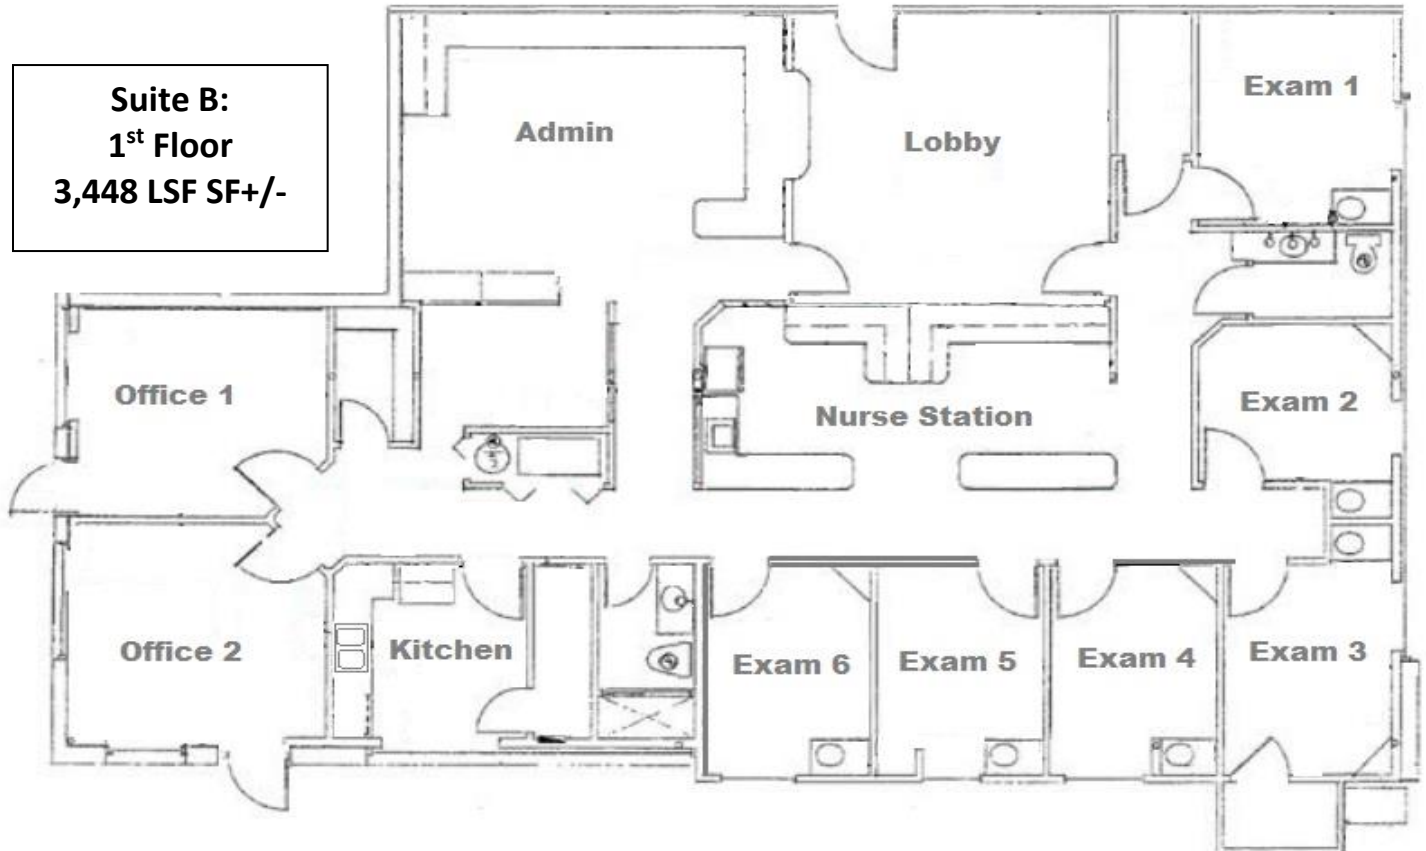 Suite B:
1st Floor
3,448 LSF SF+/-
Admin
Lobby
Exam 1
Office 1
Nurse Station
Exam 2
Office 2
Kitchen
Exam 6
Exam 5
Exam 4
Exam 3